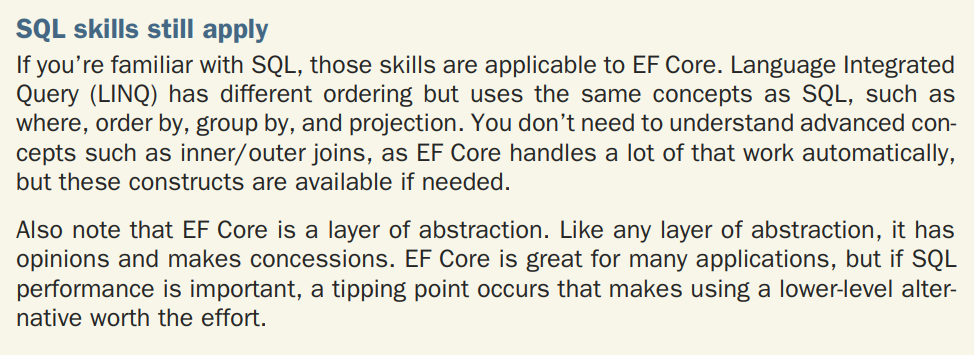 SQL skills still apply
If you’re familiar with SQL, those skills are applicable to EF Core. Language Integrated
Query (LINQ) has different ordering but uses the same concepts as SQL, such as
where, order by, group by, and projection. You don’t need to understand advanced con-
cepts such as inner/outer joins, as EF Core handles a lot of that work automatically,
but these constructs are available if needed.
Also note that EF Core is a layer of abstraction. Like any layer of abstraction, it has
opinions and makes concessions. EF Core is great for many applications, but if SQL
performance is important, a tipping point occurs that makes using a lower-level alter-
native worth the effort.